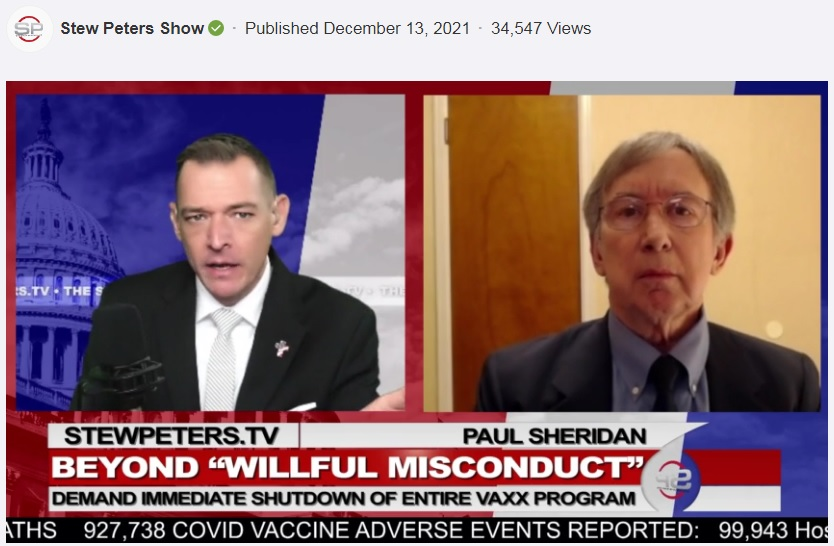 Stew Peters Show · Published December 13, 2021 · 34,547 Views
SP
S.TV • THE S
S.TV • THE
STEWPETERS.TV PAUL SHERIDAN
BEYOND “WILLFUL MISCONDUCT”
DEMAND IMMEDIATE SHUTDOWN OF ENTIRE VAXX PROGRAM
ATHS 927,738 COVID VACCINE ADVERSE EVENTS REPORTED: 99,943 Hos